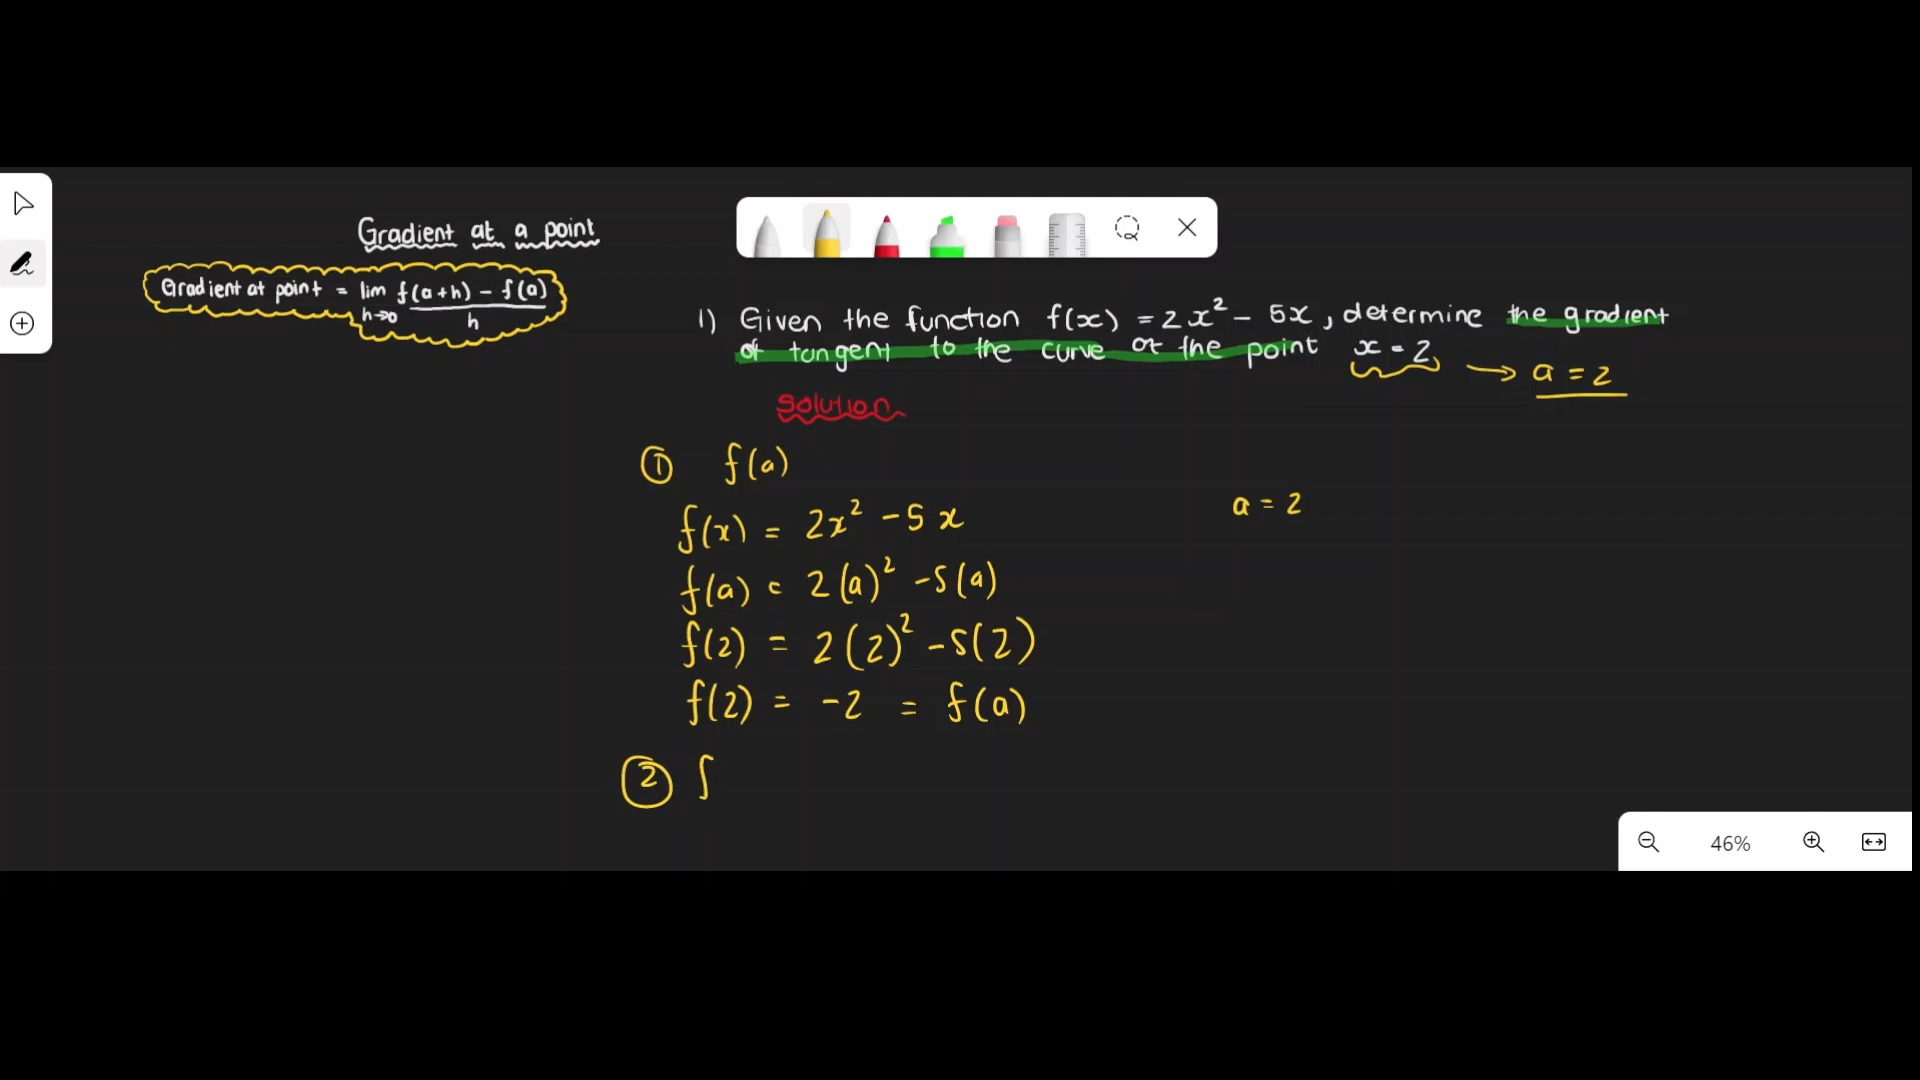 Gradient at a point
Gradient at point = lim f(a+h) - f(a)
h→0 h
1) Given the function f(x) = 2x² - 5x, determine the gradient
of tangent to the curve at the point x = 2
→ a = 2
Solution
① f(a)
a = 2
f(x) = 2x² - 5x
f(a) = 2(a)² - 5(a)
f(2) = 2(2)² - 5(2)
f(2) = -2 = f(a)
② f
46%